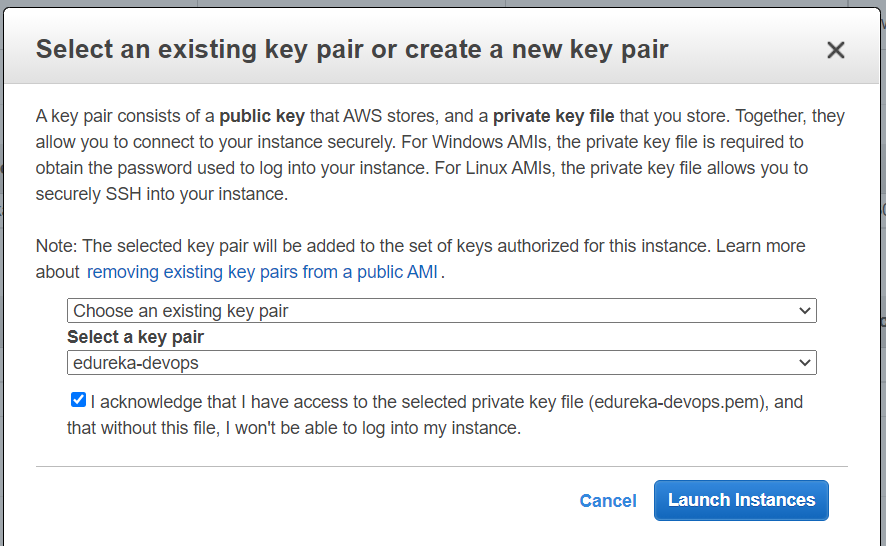 Select an existing key pair or create a new key pair
A key pair consists of a public key that AWS stores, and a private key file that you store. Together, they
allow you to connect to your instance securely. For Windows AMIs, the private key file is required to
obtain the password used to log into your instance. For Linux AMIs, the private key file allows you to
securely SSH into your instance.
Note: The selected key pair will be added to the set of keys authorized for this instance. Learn more
about removing existing key pairs from a public AMI .
Choose an existing key pair
Select a key pair
edureka-devops
I acknowledge that I have access to the selected private key file (edureka-devops.pem), and
that without this file, I won't be able to log into my instance.
Cancel
Launch Instances